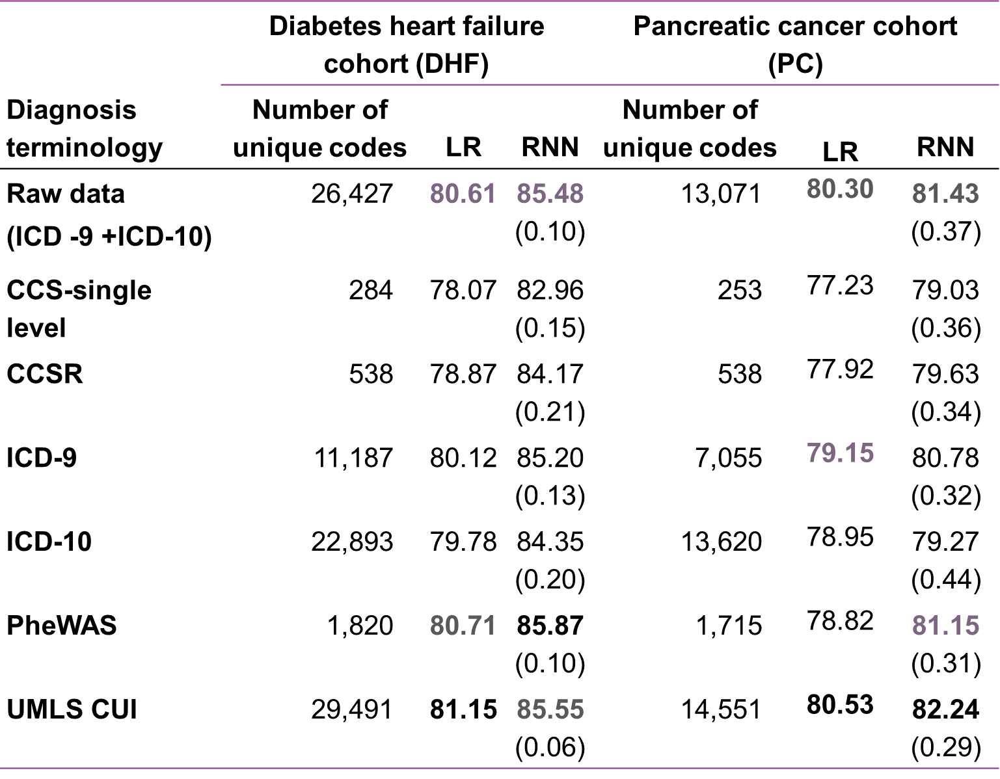 Diabetes heart failure Pancreatic cancer cohort
cohort (DHF) (PC)
Diagnosis Number of Number of
terminology unique codes LR RNN unique codes LR RNN
Raw data 26,427 80.61 85.48 13,071 80.30 81.43
(ICD -9 +ICD-10) (0.10) (0.37)
CCS-single 284 78.07 82.96 253 77.23 79.03
level (0.15) (0.36)
CCSR 538 78.87 84.17 538 77.92 79.63
(0.21) (0.34)
ICD-9 11,187 80.12 85.20 7,055 79.15 80.78
(0.13) (0.32)
ICD-10 22,893 79.78 84.35 13,620 78.95 79.27
(0.20) (0.44)
PheWAS 1,820 80.71 85.87 1,715 78.82 81.15
(0.10) (0.31)
UMLS CUI 29,491 81.15 85.55 14,551 80.53 82.24
(0.06) (0.29)